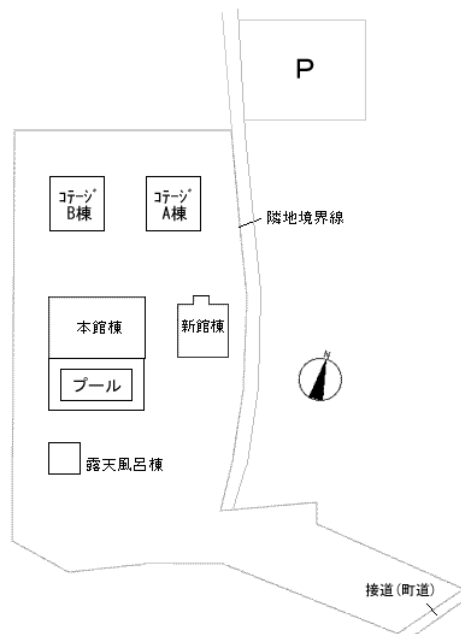 P
ｺﾃｰｼﾞ
B棟
ｺﾃｰｼﾞ
A棟
隣地境界線
本館棟
新館棟
N
プール
露天風呂棟
接道(町道)